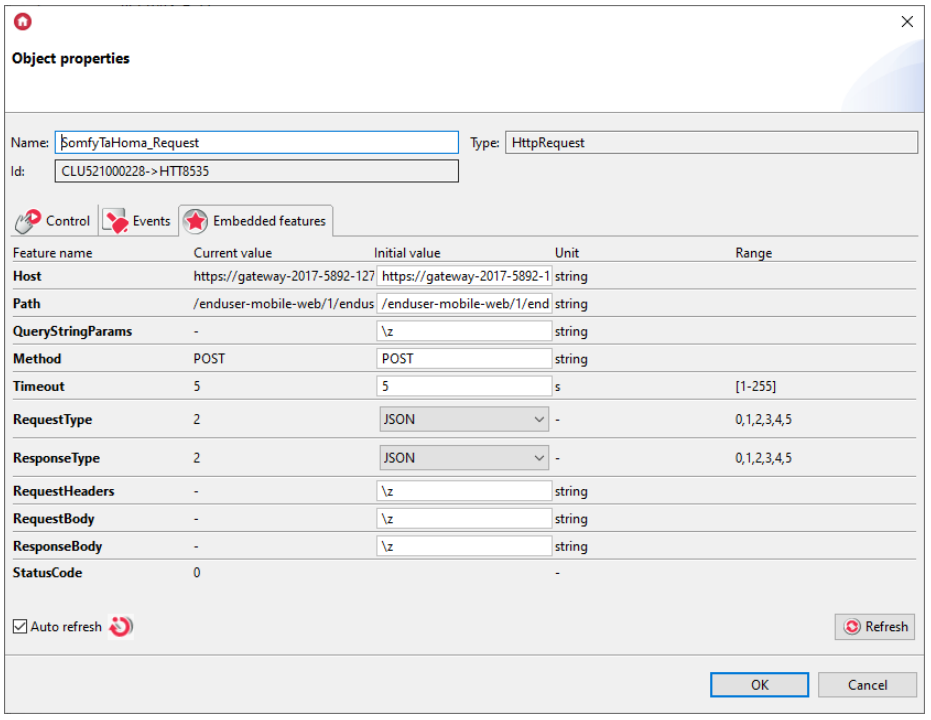 Object properties
Name: SomfyTaHoma_Request Type: HttpRequest
Id: CLU521000228->HTT8535
Control Events Embedded features
Feature name Current value Initial value Unit Range
Host https://gateway-2017-5892-127 https://gateway-2017-5892-1 string
Path /enduser-mobile-web/1/endus /enduser-mobile-web/1/end string
QueryStringParams - \z string
Method POST POST string
Timeout 5 5 s [1-255]
RequestType 2 JSON - 0,1,2,3,4,5
ResponseType 2 JSON - 0,1,2,3,4,5
RequestHeaders - \z string
RequestBody - \z string
ResponseBody - \z string
StatusCode 0 -
Auto refresh Refresh
OK Cancel